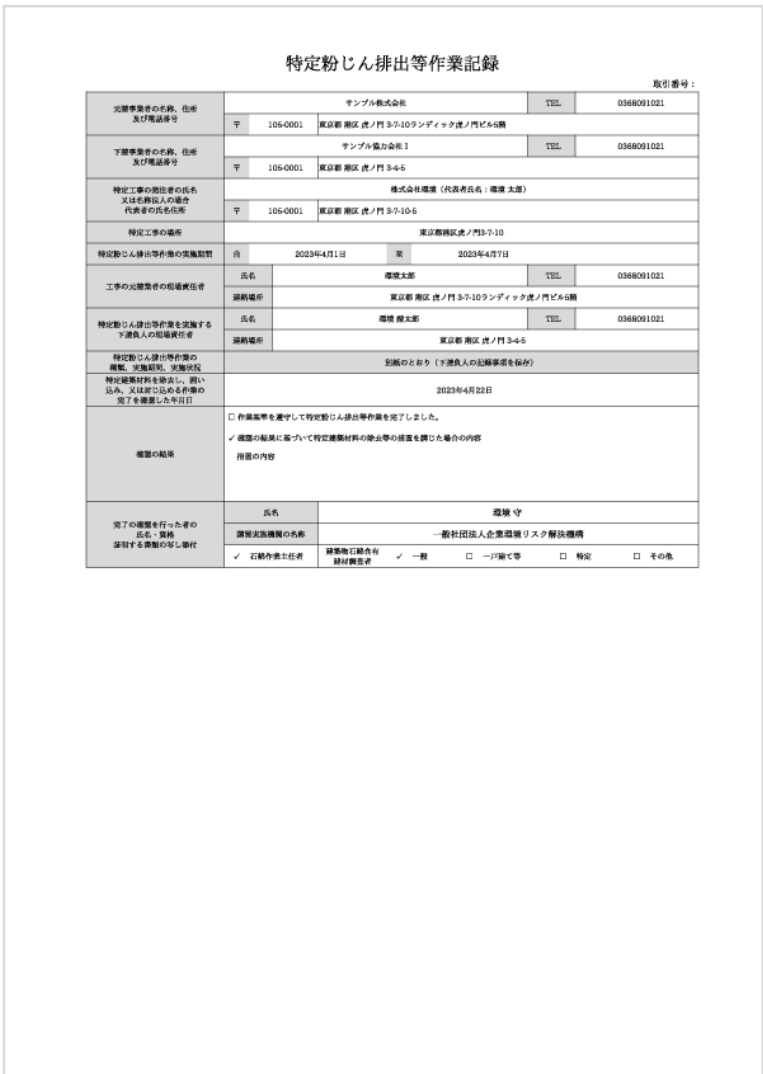 特定粉じん排出等作業記録
取引番号：
元請事業者の名称、住所
及び電話番号
サンプル株式会社 TEL 0368091021
〒 105-0001 東京都 港区 虎ノ門 3-7-10ランディック虎ノ門ビル5階
下請事業者の名称、住所
及び電話番号
サンプル協力会社1 TEL 0368091021
〒 105-0001 東京都 港区 虎ノ門 3-4-5
特定工事の発注者の氏名
又は名称法人の場合
代表者の氏名住所
株式会社環境（代表者氏名：環境 太郎）
〒 105-0001 東京都 港区 虎ノ門 3-7-10-5
特定工事の場所 東京都港区虎ノ門3-7-10
特定粉じん排出等作業の実施期間 自 2023年4月1日 至 2023年4月7日
工事の元請業者の現場責任者
氏名 環境太郎 TEL 0368091021
連絡場所 東京都 港区 虎ノ門 3-7-10ランディック虎ノ門ビル5階
特定粉じん排出等作業を実施する
下請負人の現場責任者
氏名 環境 太郎 TEL 0368091021
連絡場所 東京都 港区 虎ノ門 3-4-5
特定粉じん排出等作業の
種類、実施期間、実施状況
別紙のとおり（下請負人の記録事項を保存）
特定建築材料を除去し、囲い
込み、又は封じ込める作業の
完了を確認した年月日
2023年4月22日
確認の結果
☐ 作業基準を遵守して特定粉じん排出等作業を完了しました。
✓ 確認の結果に基づいて特定建築材料の除去等の措置を講じた場合の内容
措置の内容
完了の確認を行った者の
氏名・資格
証明する書類の写し添付
氏名 環境 守
講習実施機関の名称 一般社団法人企業環境リスク解決機構
✓ 石綿作業主任者 建築物石綿含有
建材調査者 ✓ 一般 ☐ 一戸建て等 ☐ 特定 ☐ その他